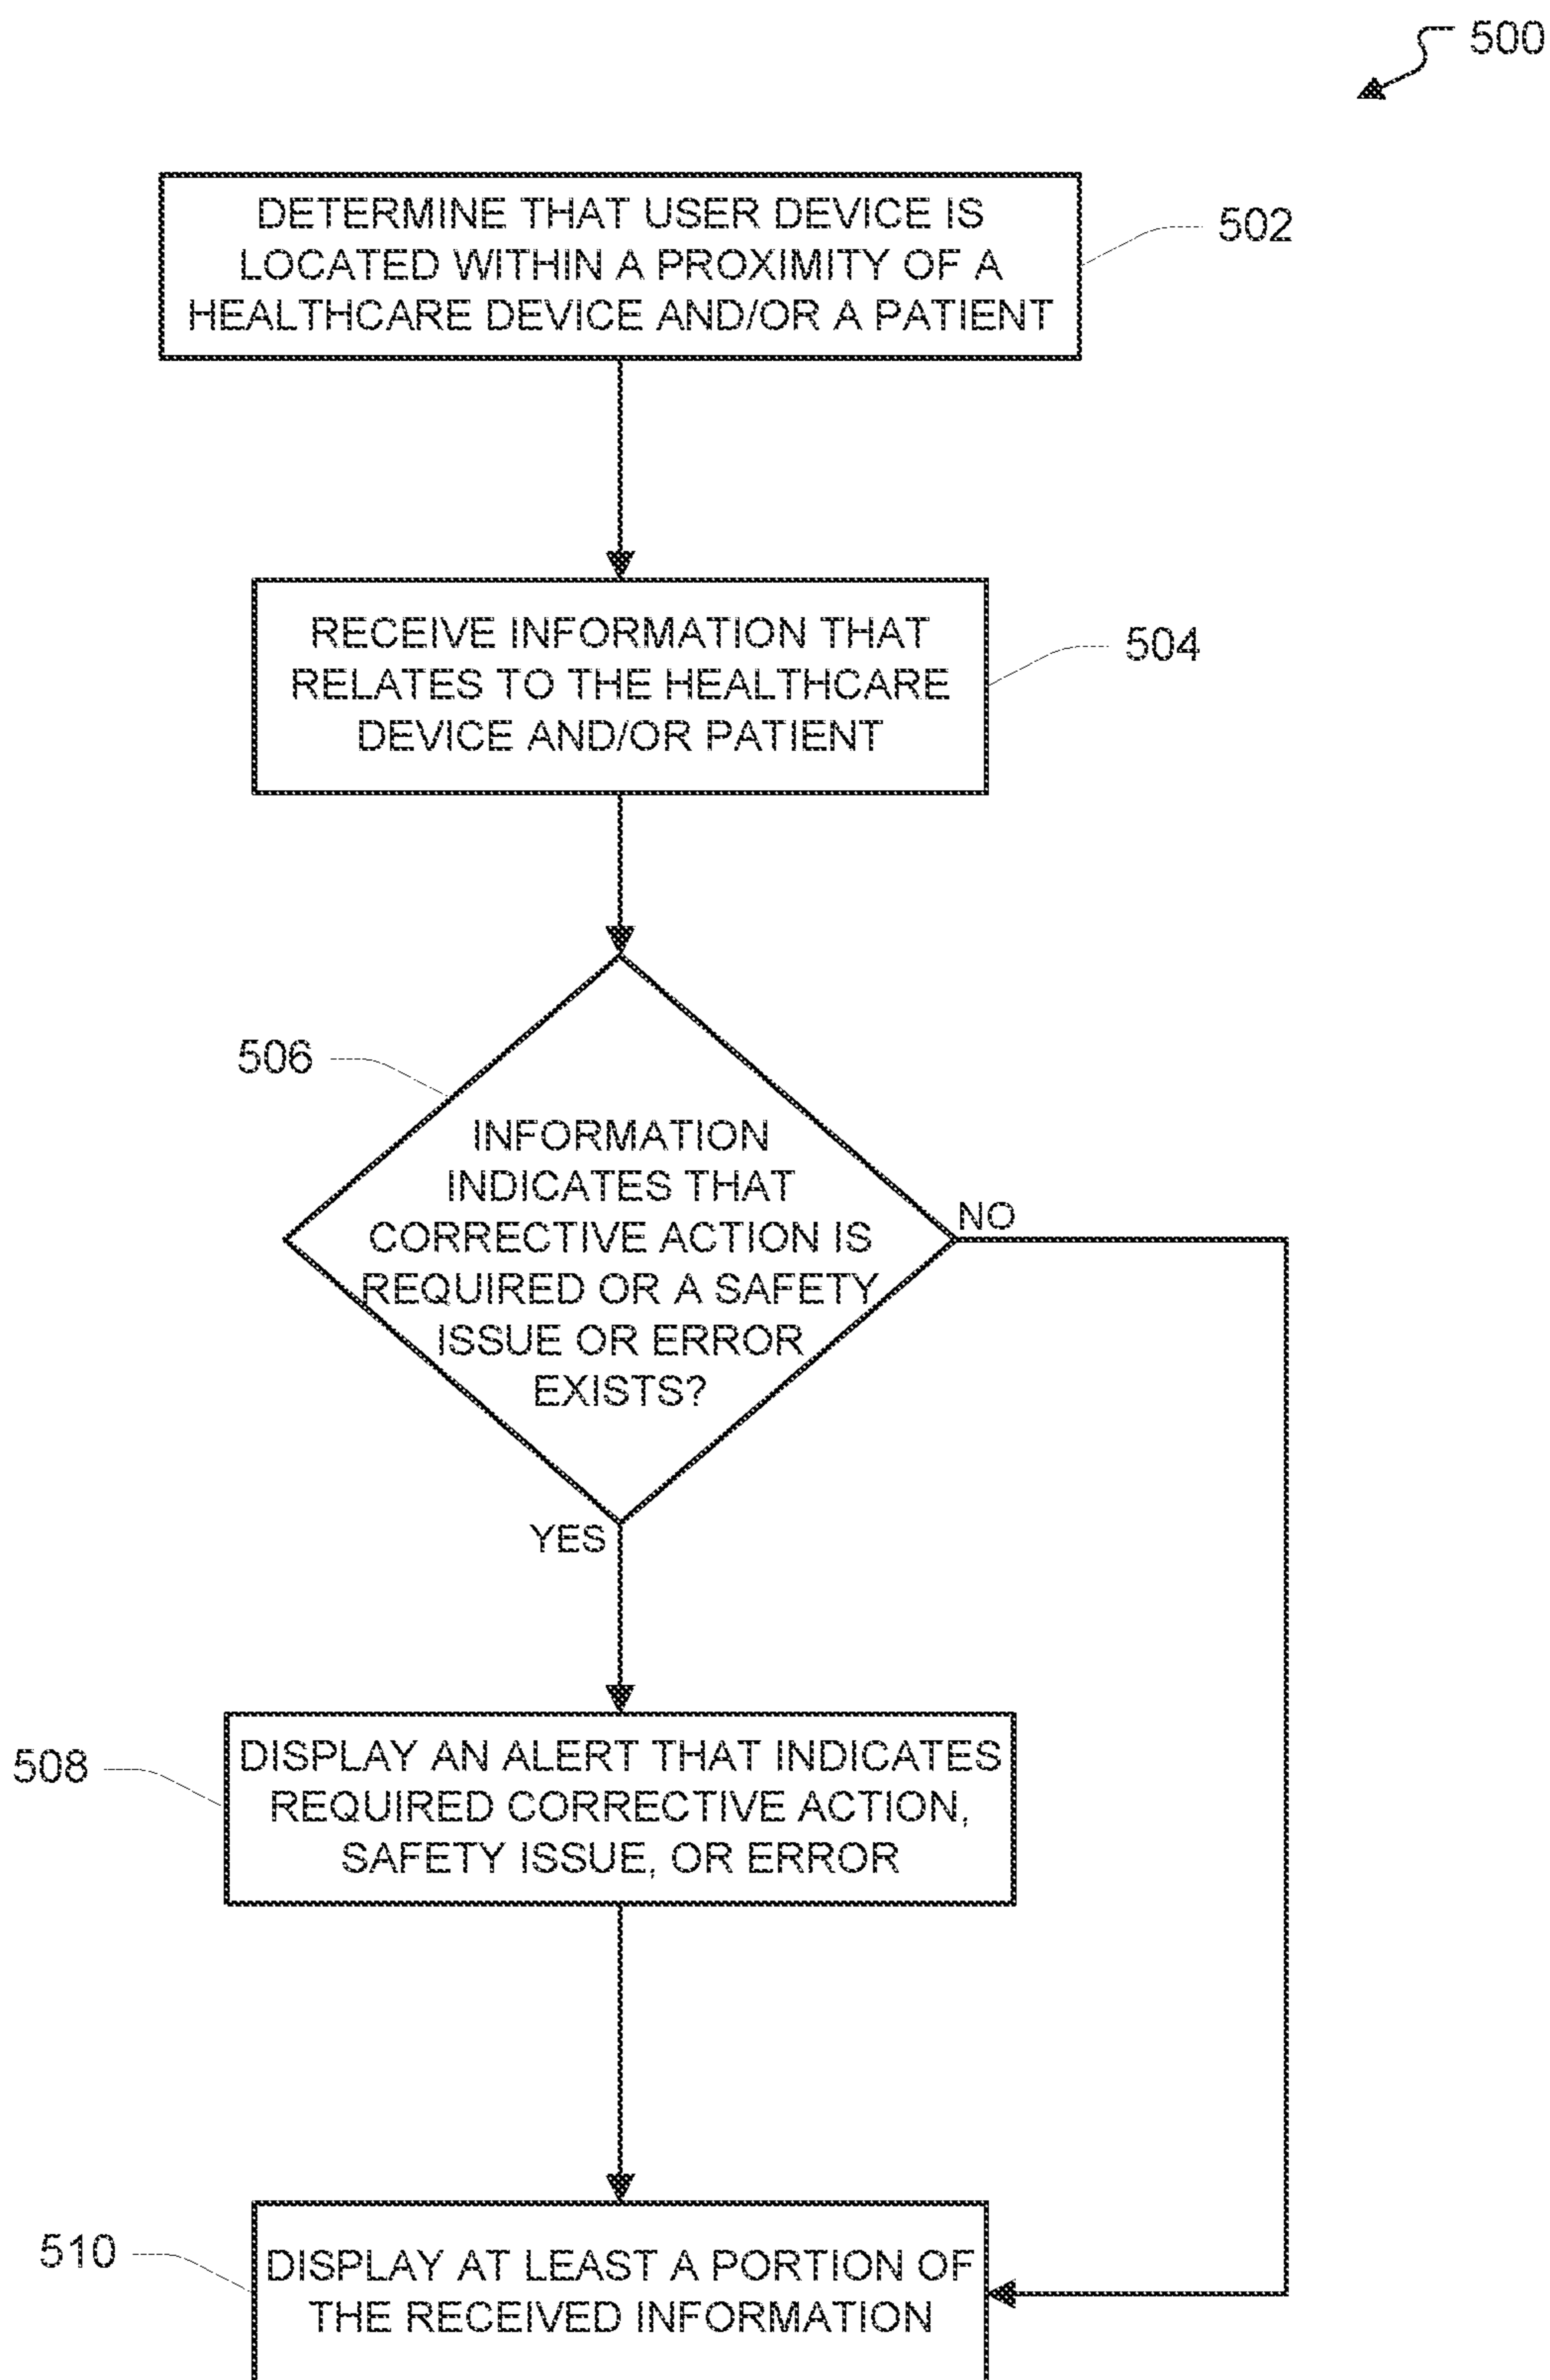 500
DETERMINE THAT USER DEVICE IS
LOCATED WITHIN A PROXIMITY OF A
HEALTHCARE DEVICE AND/OR A PATIENT
502
RECEIVE INFORMATION THAT
RELATES TO THE HEALTHCARE
DEVICE AND/OR PATIENT
504
506
INFORMATION
INDICATES THAT
CORRECTIVE ACTION IS
REQUIRED OR A SAFETY
ISSUE OR ERROR
EXISTS?
NO
YES
508
DISPLAY AN ALERT THAT INDICATES
REQUIRED CORRECTIVE ACTION,
SAFETY ISSUE, OR ERROR
510
DISPLAY AT LEAST A PORTION OF
THE RECEIVED INFORMATION